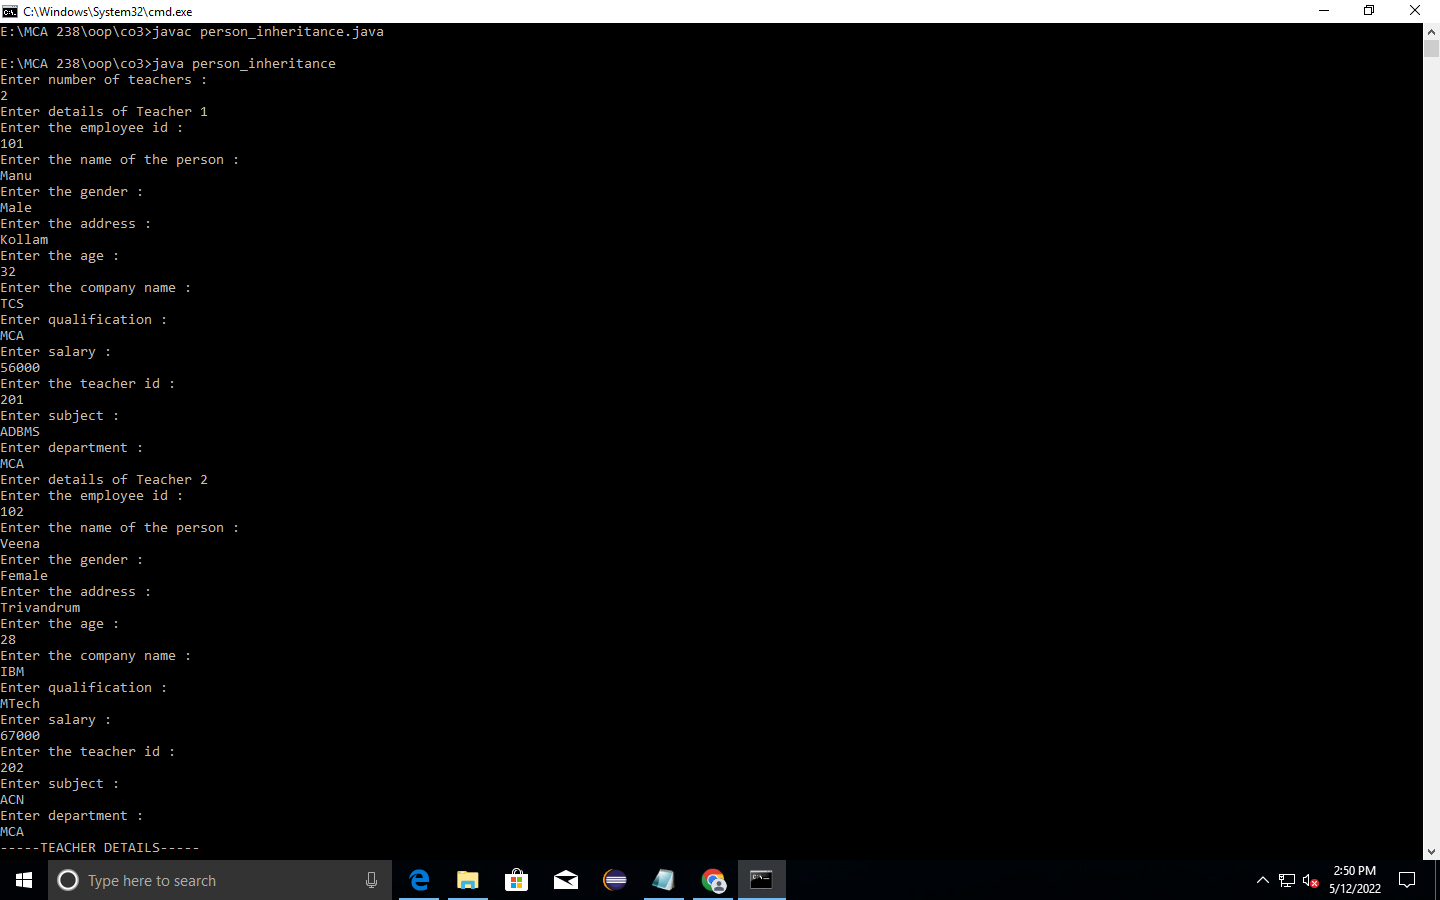 C:\Windows\System32\cmd.exe
E:\MCA 238\oop\co3>javac person_inheritance.java
E:\MCA 238\oop\co3>java person_inheritance
Enter number of teachers :
2
Enter details of Teacher 1
Enter the employee id :
101
Enter the name of the person :
Manu
Enter the gender :
Male
Enter the address :
Kollam
Enter the age :
32
Enter the company name :
TCS
Enter qualification :
MCA
Enter salary :
56000
Enter the teacher id :
201
Enter subject :
ADBMS
Enter department :
MCA
Enter details of Teacher 2
Enter the employee id :
102
Enter the name of the person :
Veena
Enter the gender :
Female
Enter the address :
Trivandrum
Enter the age :
28
Enter the company name :
IBM
Enter qualification :
MTech
Enter salary :
67000
Enter the teacher id :
202
Enter subject :
ACN
Enter department :
MCA
-----TEACHER DETAILS-----
Type here to search
2:50 PM
5/12/2022